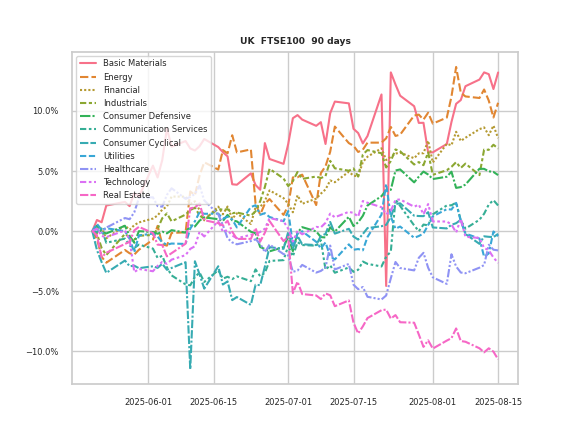 UK  FTSE100  90 days
Basic Materials
Energy
Financial
Industrials
Consumer Defensive
Communication Services
Consumer Cyclical
Utilities
Healthcare
Technology
Real Estate
10.0%
5.0%
0.0%
−5.0%
−10.0%
2025-06-01
2025-06-15
2025-07-01
2025-07-15
2025-08-01
2025-08-15